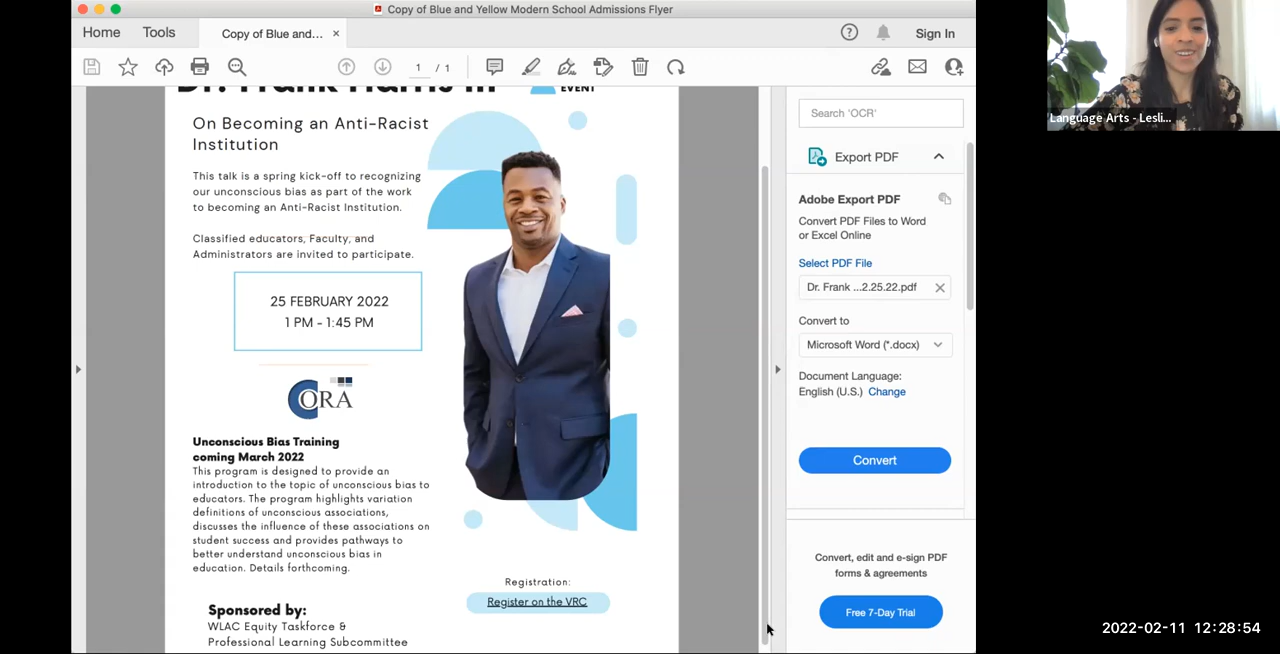 Copy of Blue and Yellow Modern School Admissions Flyer
Home
Tools
Copy of Blue and...
×
Sign In
1 / 1
Dr. Frank Harris III
EVENT
On Becoming an Anti-Racist
Institution
This talk is a spring kick-off to recognizing
our unconscious bias as part of the work
to becoming an Anti-Racist Institution.
Classified educators, Faculty, and
Administrators are invited to participate.
25 FEBRUARY 2022
1 PM - 1:45 PM
CORA
Unconscious Bias Training
coming March 2022
This program is designed to provide an
introduction to the topic of unconscious bias to
educators. The program highlights variation
definitions of unconscious associations,
discusses the influence of these associations on
student success and provides pathways to
better understand unconscious bias in
education. Details forthcoming.
Sponsored by:
WLAC Equity Taskforce &
Professional Learning Subcommittee
Registration:
Register on the VRC
Search 'OCR'
Export PDF
Adobe Export PDF
Convert PDF Files to Word
or Excel Online
Select PDF File
Dr. Frank ...2.25.22.pdf
Convert to
Microsoft Word (*.docx)
Document Language:
English (U.S.) Change
Convert
Convert, edit and e-sign PDF
forms & agreements
Free 7-Day Trial
Language Arts - Lesli...
2022-02-11 12:28:54